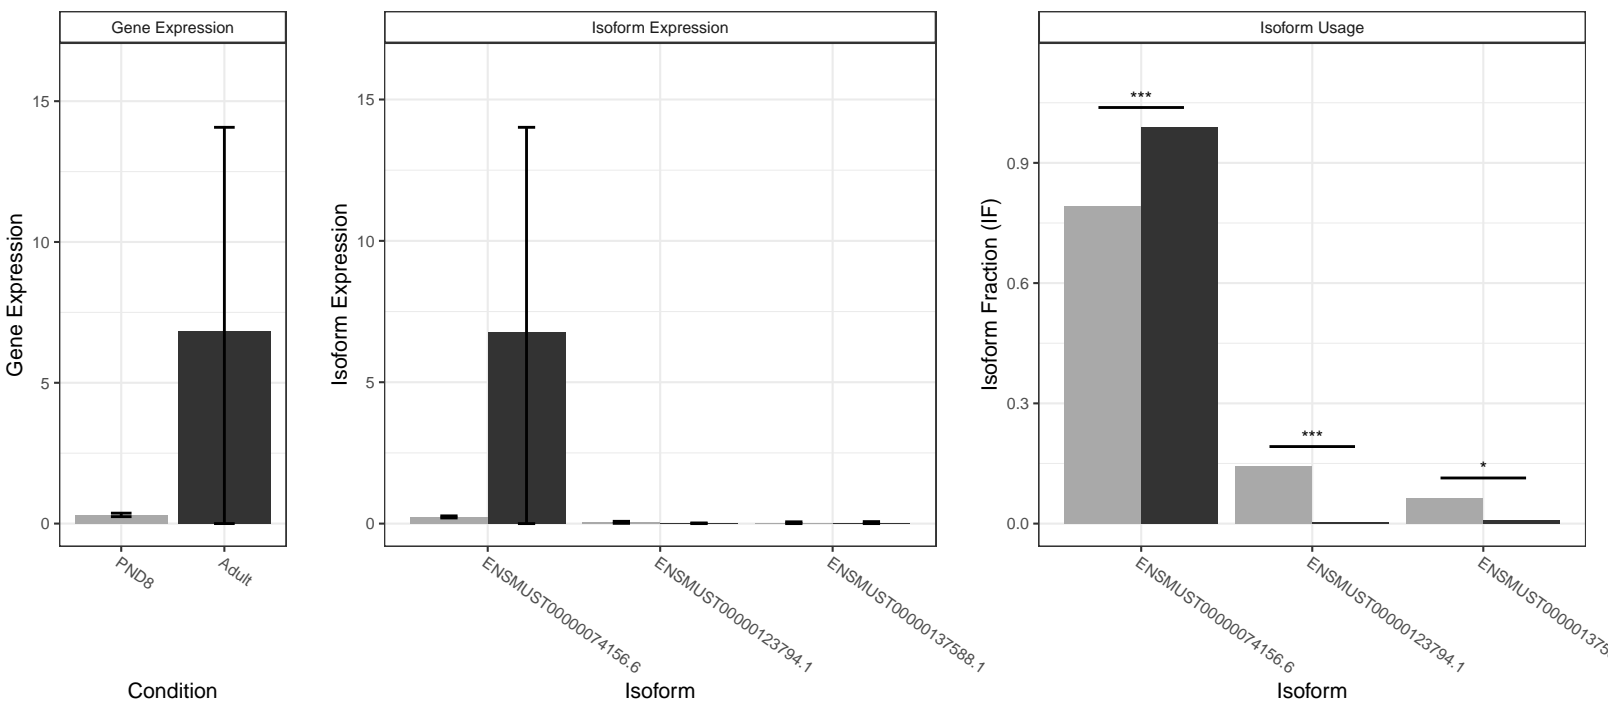 Gene Expression
Isoform Expression
Isoform Usage
Gene Expression
15
10
5
0
PND8
Adult
Condition
Isoform Expression
15
10
5
0
ENSMUST00000074156.6
ENSMUST00000123794.1
ENSMUST00000137588.1
Isoform
Isoform Fraction (IF)
0.9
0.6
0.3
0.0
***
***
*
ENSMUST00000074156.6
ENSMUST00000123794.1
ENSMUST000001375
Isoform